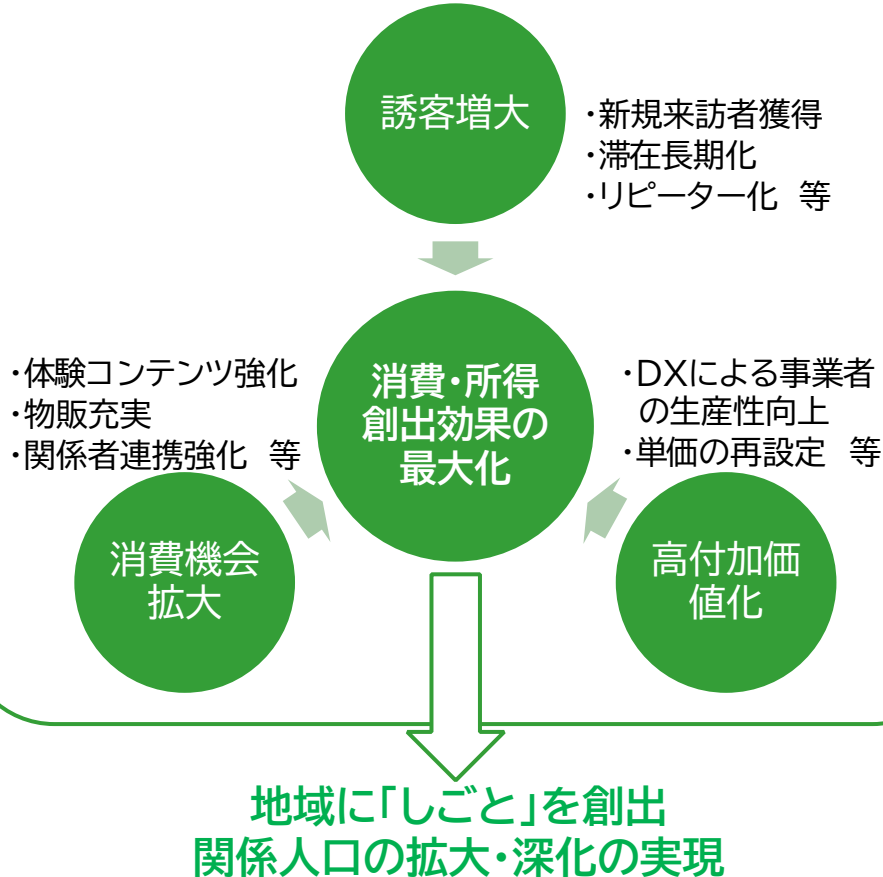 誘客増大
・新規来訪者獲得
・滞在長期化
・リピーター化 等
・体験コンテンツ強化
・物販充実
・関係者連携強化 等
消費・所得
創出効果の
最大化
・DXによる事業者
の生産性向上
・単価の再設定 等
消費機会
拡大
高付加価
値化
地域に「しごと」を創出
関係人口の拡大・深化の実現